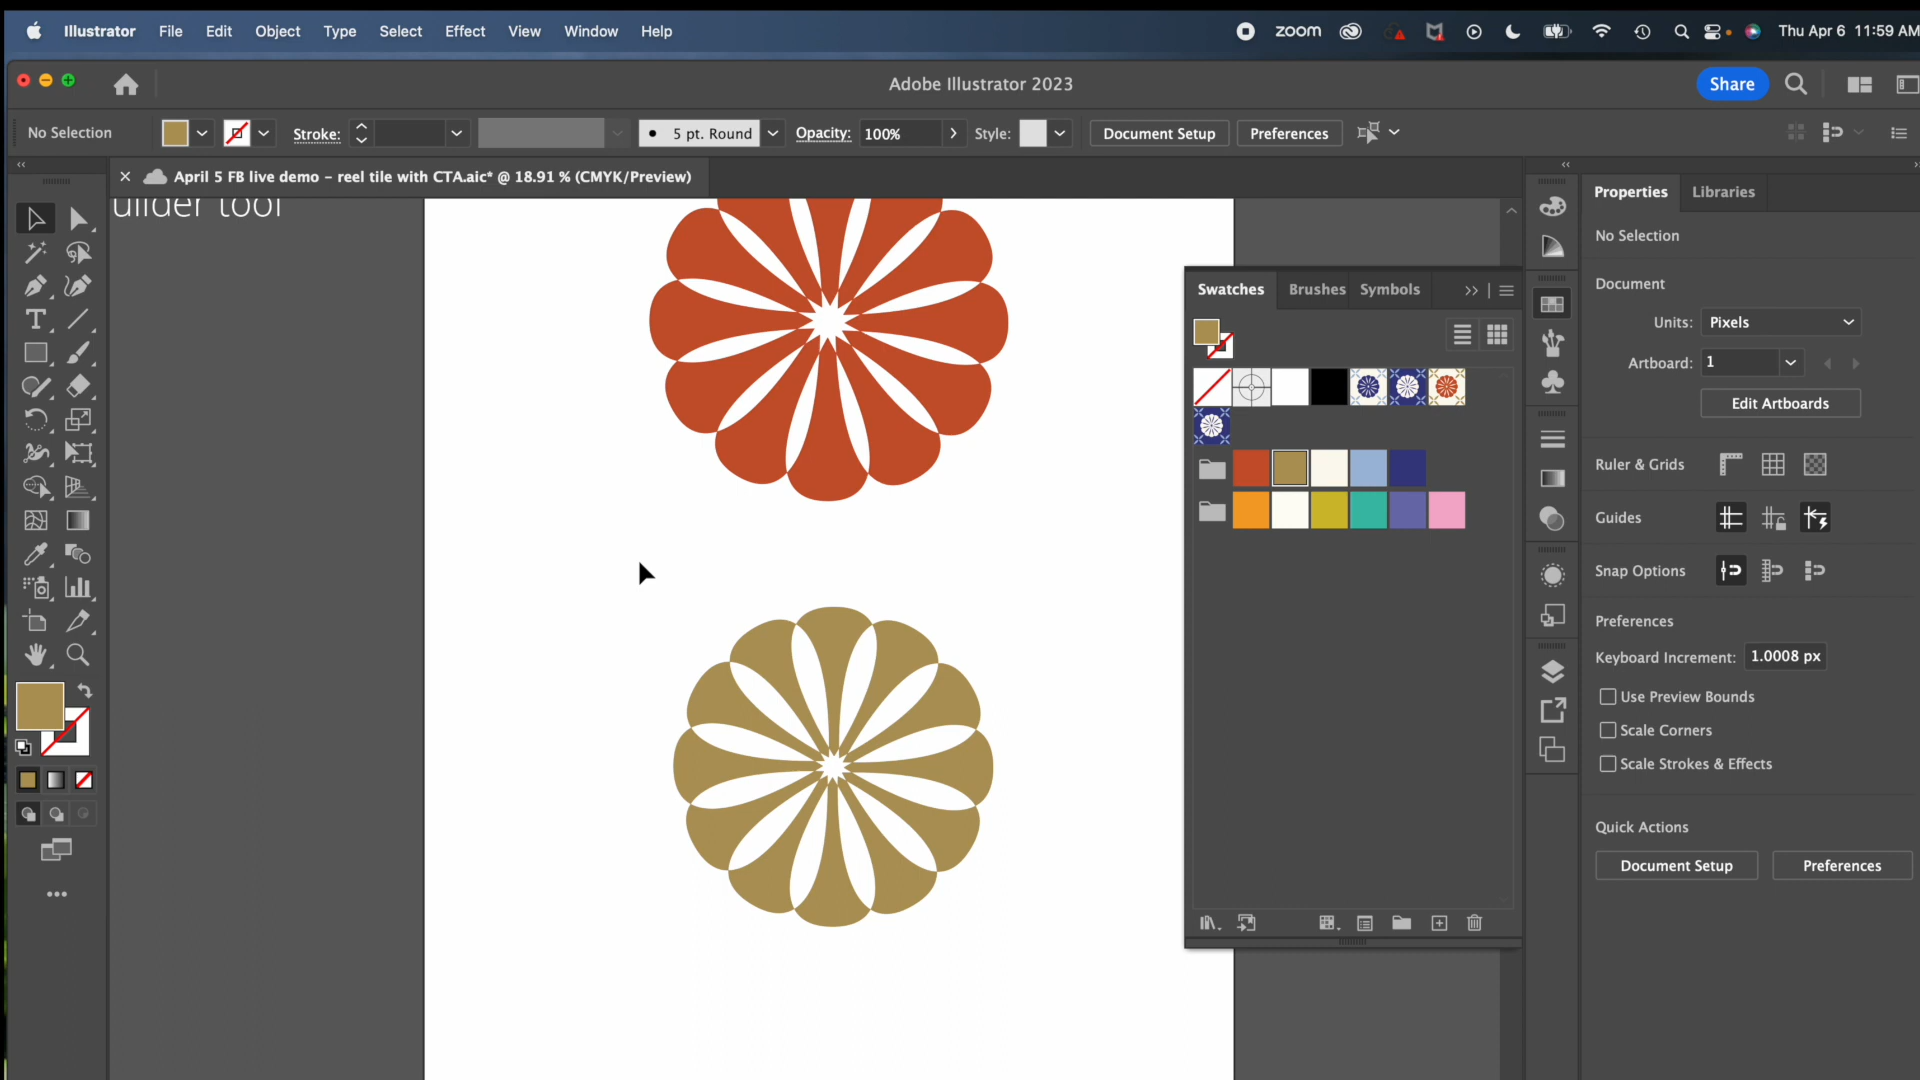 Illustrator File Edit Object Type Select Effect View Window Help
zoom
Thu Apr 6 11:59 AM
Adobe Illustrator 2023
Share
No Selection
Stroke:
5 pt. Round
Opacity: 100%
Style:
Document Setup
Preferences
April 5 FB live demo – reel tile with CTA.aic* @ 18.91 % (CMYK/Preview)
uilder tool
Swatches Brushes Symbols
Properties Libraries
No Selection
Document
Units: Pixels
Artboard: 1
Edit Artboards
Ruler & Grids
Guides
Snap Options
Preferences
Keyboard Increment: 1.0008 px
Use Preview Bounds
Scale Corners
Scale Strokes & Effects
Quick Actions
Document Setup Preferences